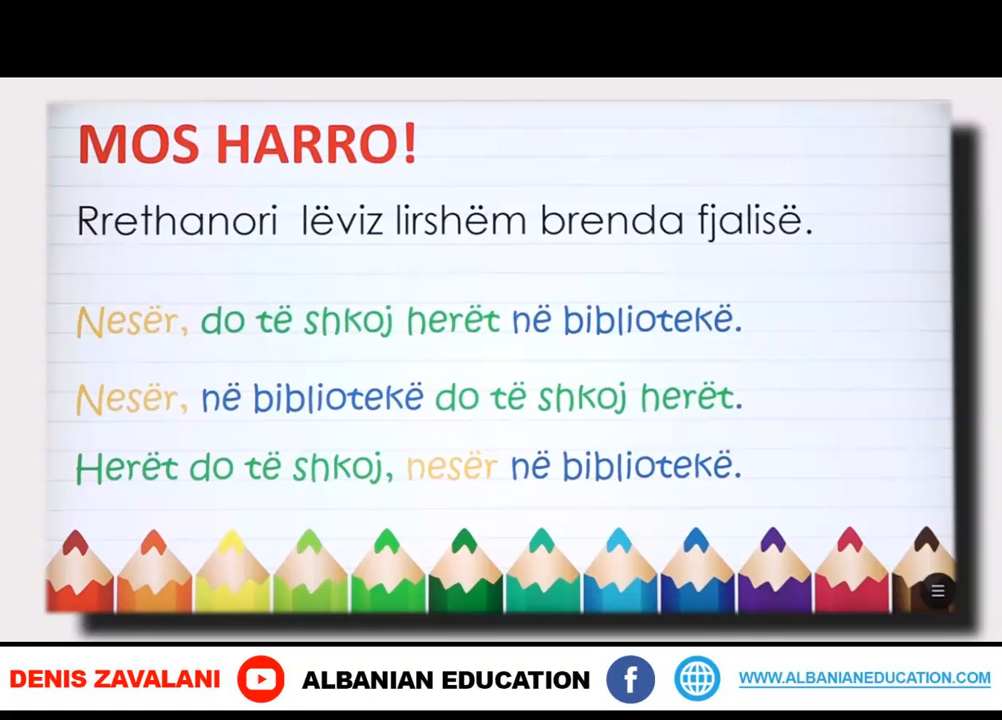 MOS HARRO!
Rrethanori lëviz lirshëm brenda fjalisë.
Nesër, do të shkoj herët në bibliotekë.
Nesër, në bibliotekë do të shkoj herët.
Herët do të shkoj, nesër në bibliotekë.
DENIS ZAVALANI ALBANIAN EDUCATION f WWW.ALBANIANEDUCATION.COM